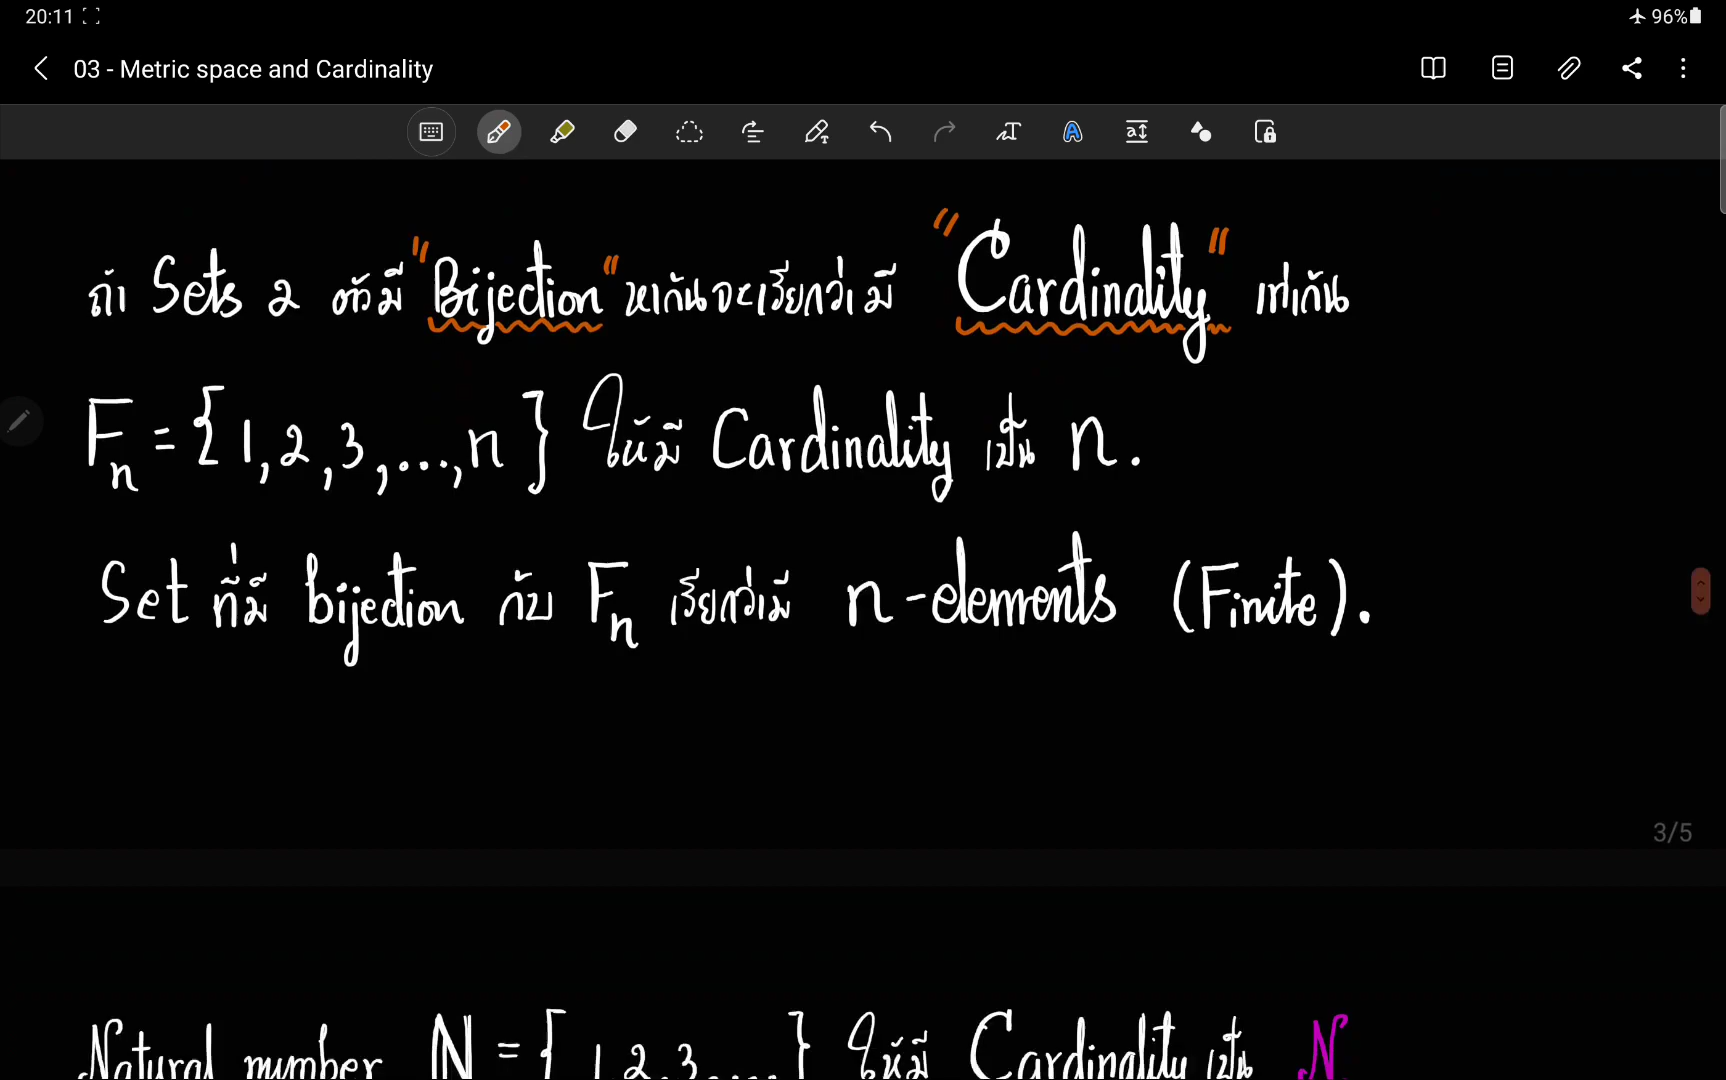 20:11
96%
03 - Metric space and Cardinality
ถ้า Sets 2 ตัวมี "Bijection" หากันจะเรียกว่ามี "Cardinality" เท่ากัน
Fn = {1,2,3,...,n} ให้มี Cardinality เป็น n.
Set ที่มี bijection กับ Fn เรียกว่ามี n-elements (Finite).
3/5
Natural number ℕ = {1,2,3,...} ให้มี Cardinality เป็น